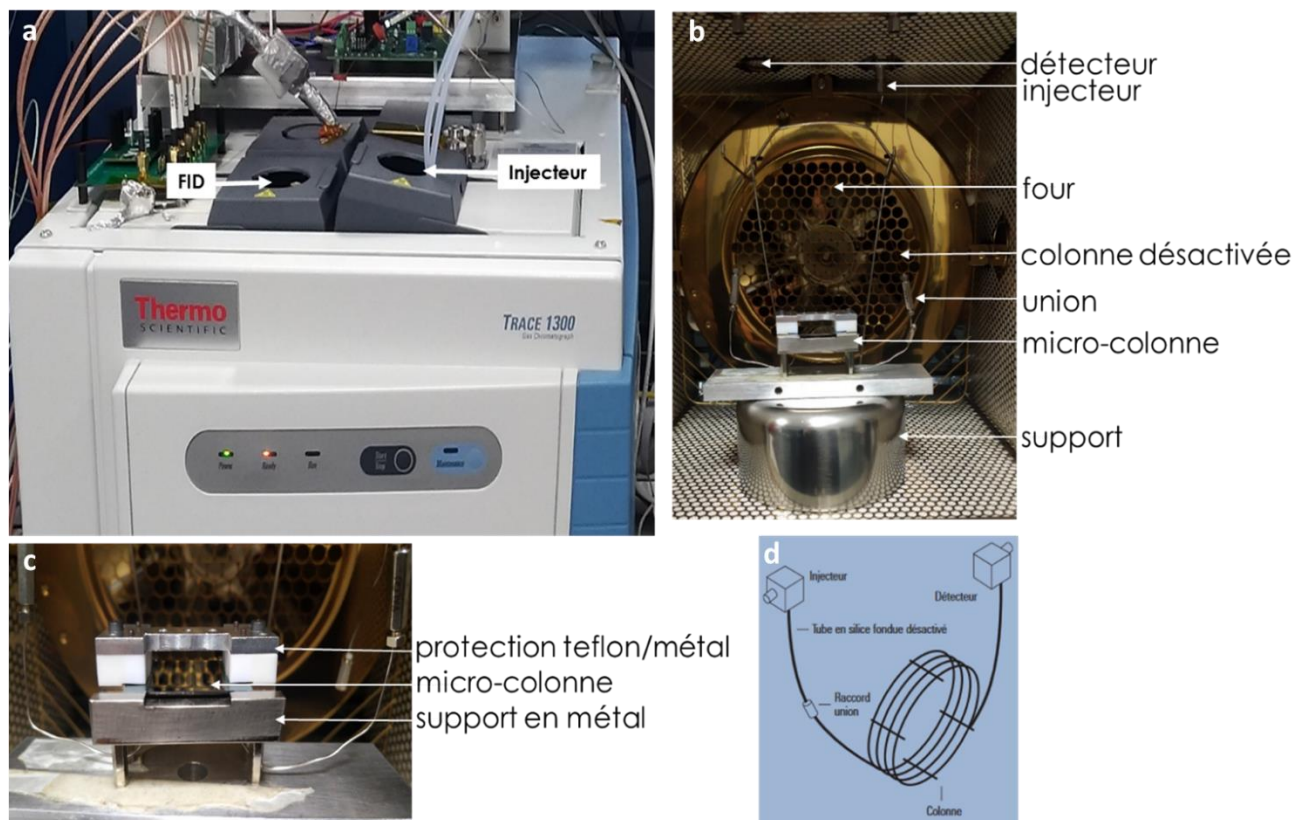 a
FID
Injecteur
Thermo
SCIENTIFIC
TRACE 1300
Gas Chromatograph
Power
Ready
Run
Start
Stop
Maintenance
b
détecteur
injecteur
four
colonne désactivée
union
micro-colonne
support
c
protection teflon/métal
micro-colonne
support en métal
d
Injecteur
Détecteur
Tube en silice fondue désactivé
Raccord
union
Colonne